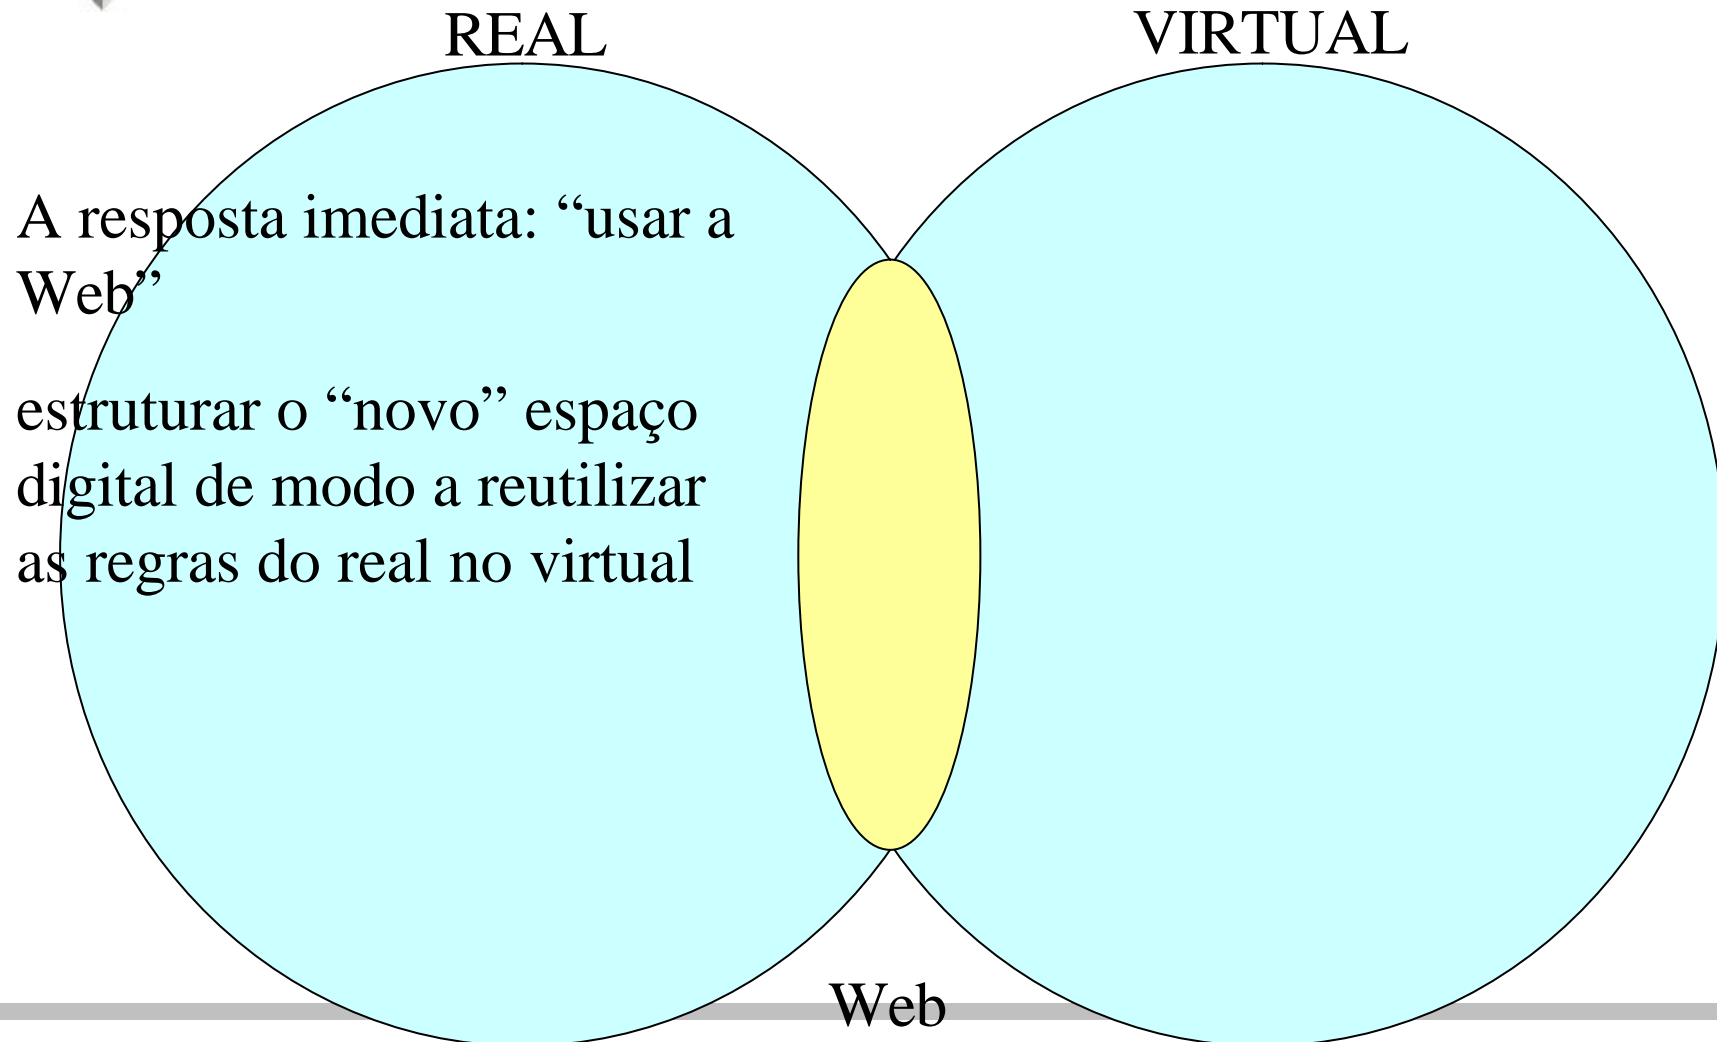 REAL
VIRTUAL
A resposta imediata: “usar a
Web”
estruturar o “novo” espaço
digital de modo a reutilizar
as regras do real no virtual
Web